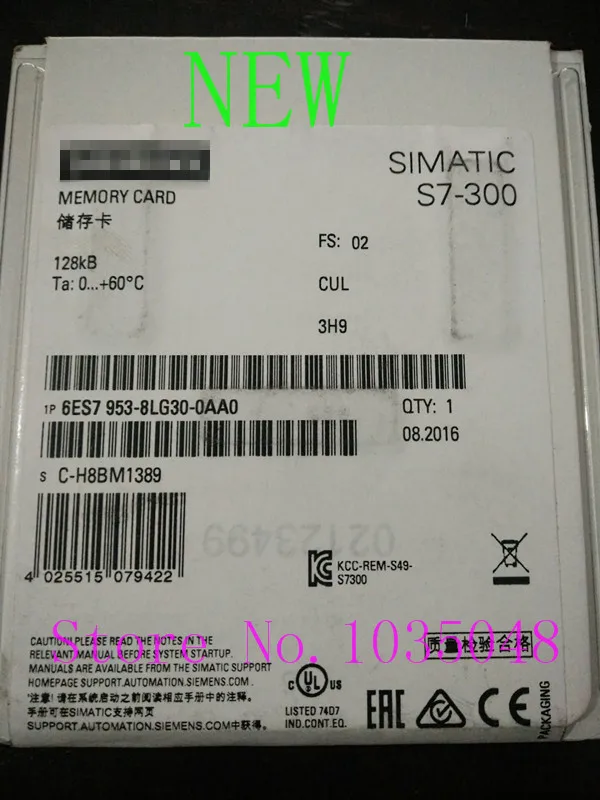 NEW
SIMATIC
S7-300
MEMORY CARD
储存卡
128kB
Ta: 0...+60°C
FS: 02
CUL
3H9
1P 6ES7 953-8LG30-0AA0
QTY: 1
08.2016
S C-H8BM1389
02123499
4 025515 079422
KCC-REM-S49-
S7300
Store No. 1035048
CAUTION: PLEASE READ THE NOTES IN THE
RELEVANT MANUAL BEFORE SYSTEM STARTUP.
MANUALS ARE AVAILABLE FROM THE SIMATIC SUPPORT
HOMEPAGE SUPPORT.AUTOMATION.SIEMENS.COM.
"注意! 请在系统启动之前阅读相应手册中的注释。
手册可在SIMATIC支持网页
SUPPORT.AUTOMATION.SIEMENS.COM中获得。
质量检验合格
C UL US
LISTED 74D7
IND.CONT.EQ.
EAC
CE
PACKAGING